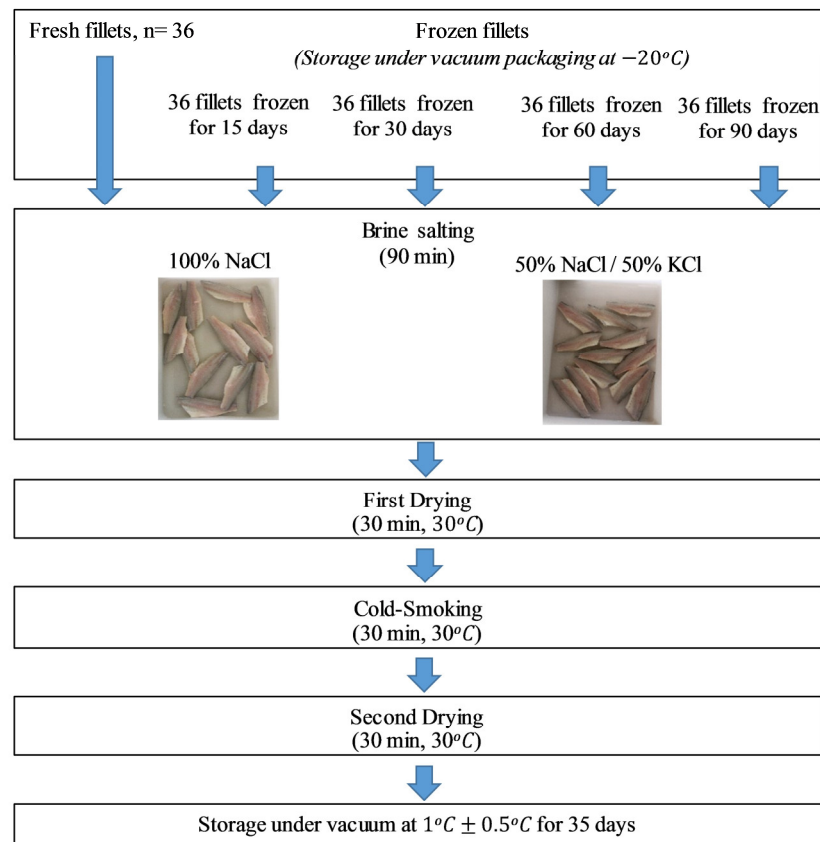 Fresh fillets, n= 36
Frozen fillets
(Storage under vacuum packaging at −20°C)
36 fillets frozen
for 15 days
36 fillets frozen
for 30 days
36 fillets frozen
for 60 days
36 fillets frozen
for 90 days
Brine salting
(90 min)
100% NaCl
50% NaCl / 50% KCl
First Drying
(30 min, 30°C)
Cold-Smoking
(30 min, 30°C)
Second Drying
(30 min, 30°C)
Storage under vacuum at 1°C ± 0.5°C for 35 days